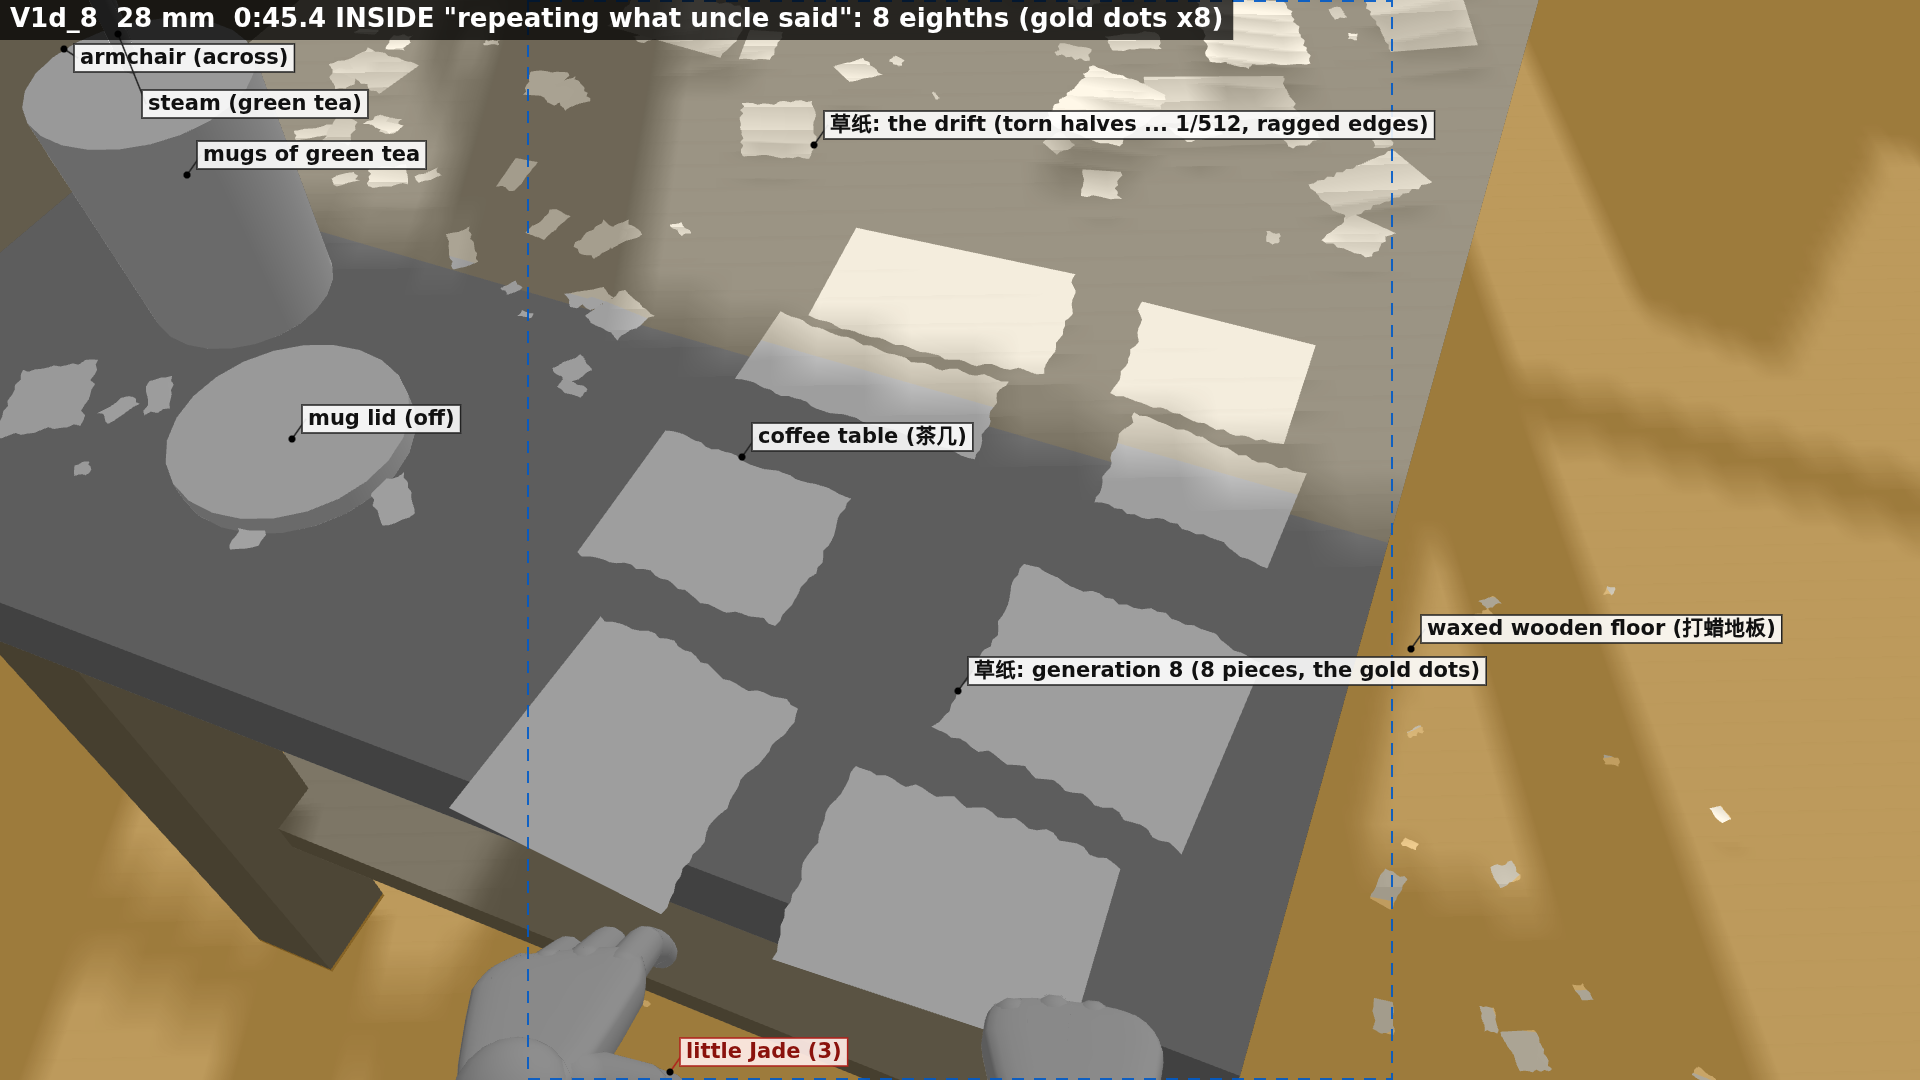 V1d_8 28 mm 0:45.4 INSIDE "repeating what uncle said": 8 eighths (gold dots x8)
armchair (across)
steam (green tea)
草纸: the drift (torn halves ... 1/512, ragged edges)
mugs of green tea
mug lid (off)
coffee table (茶几)
waxed wooden floor (打蜡地板)
草纸: generation 8 (8 pieces, the gold dots)
little Jade (3)